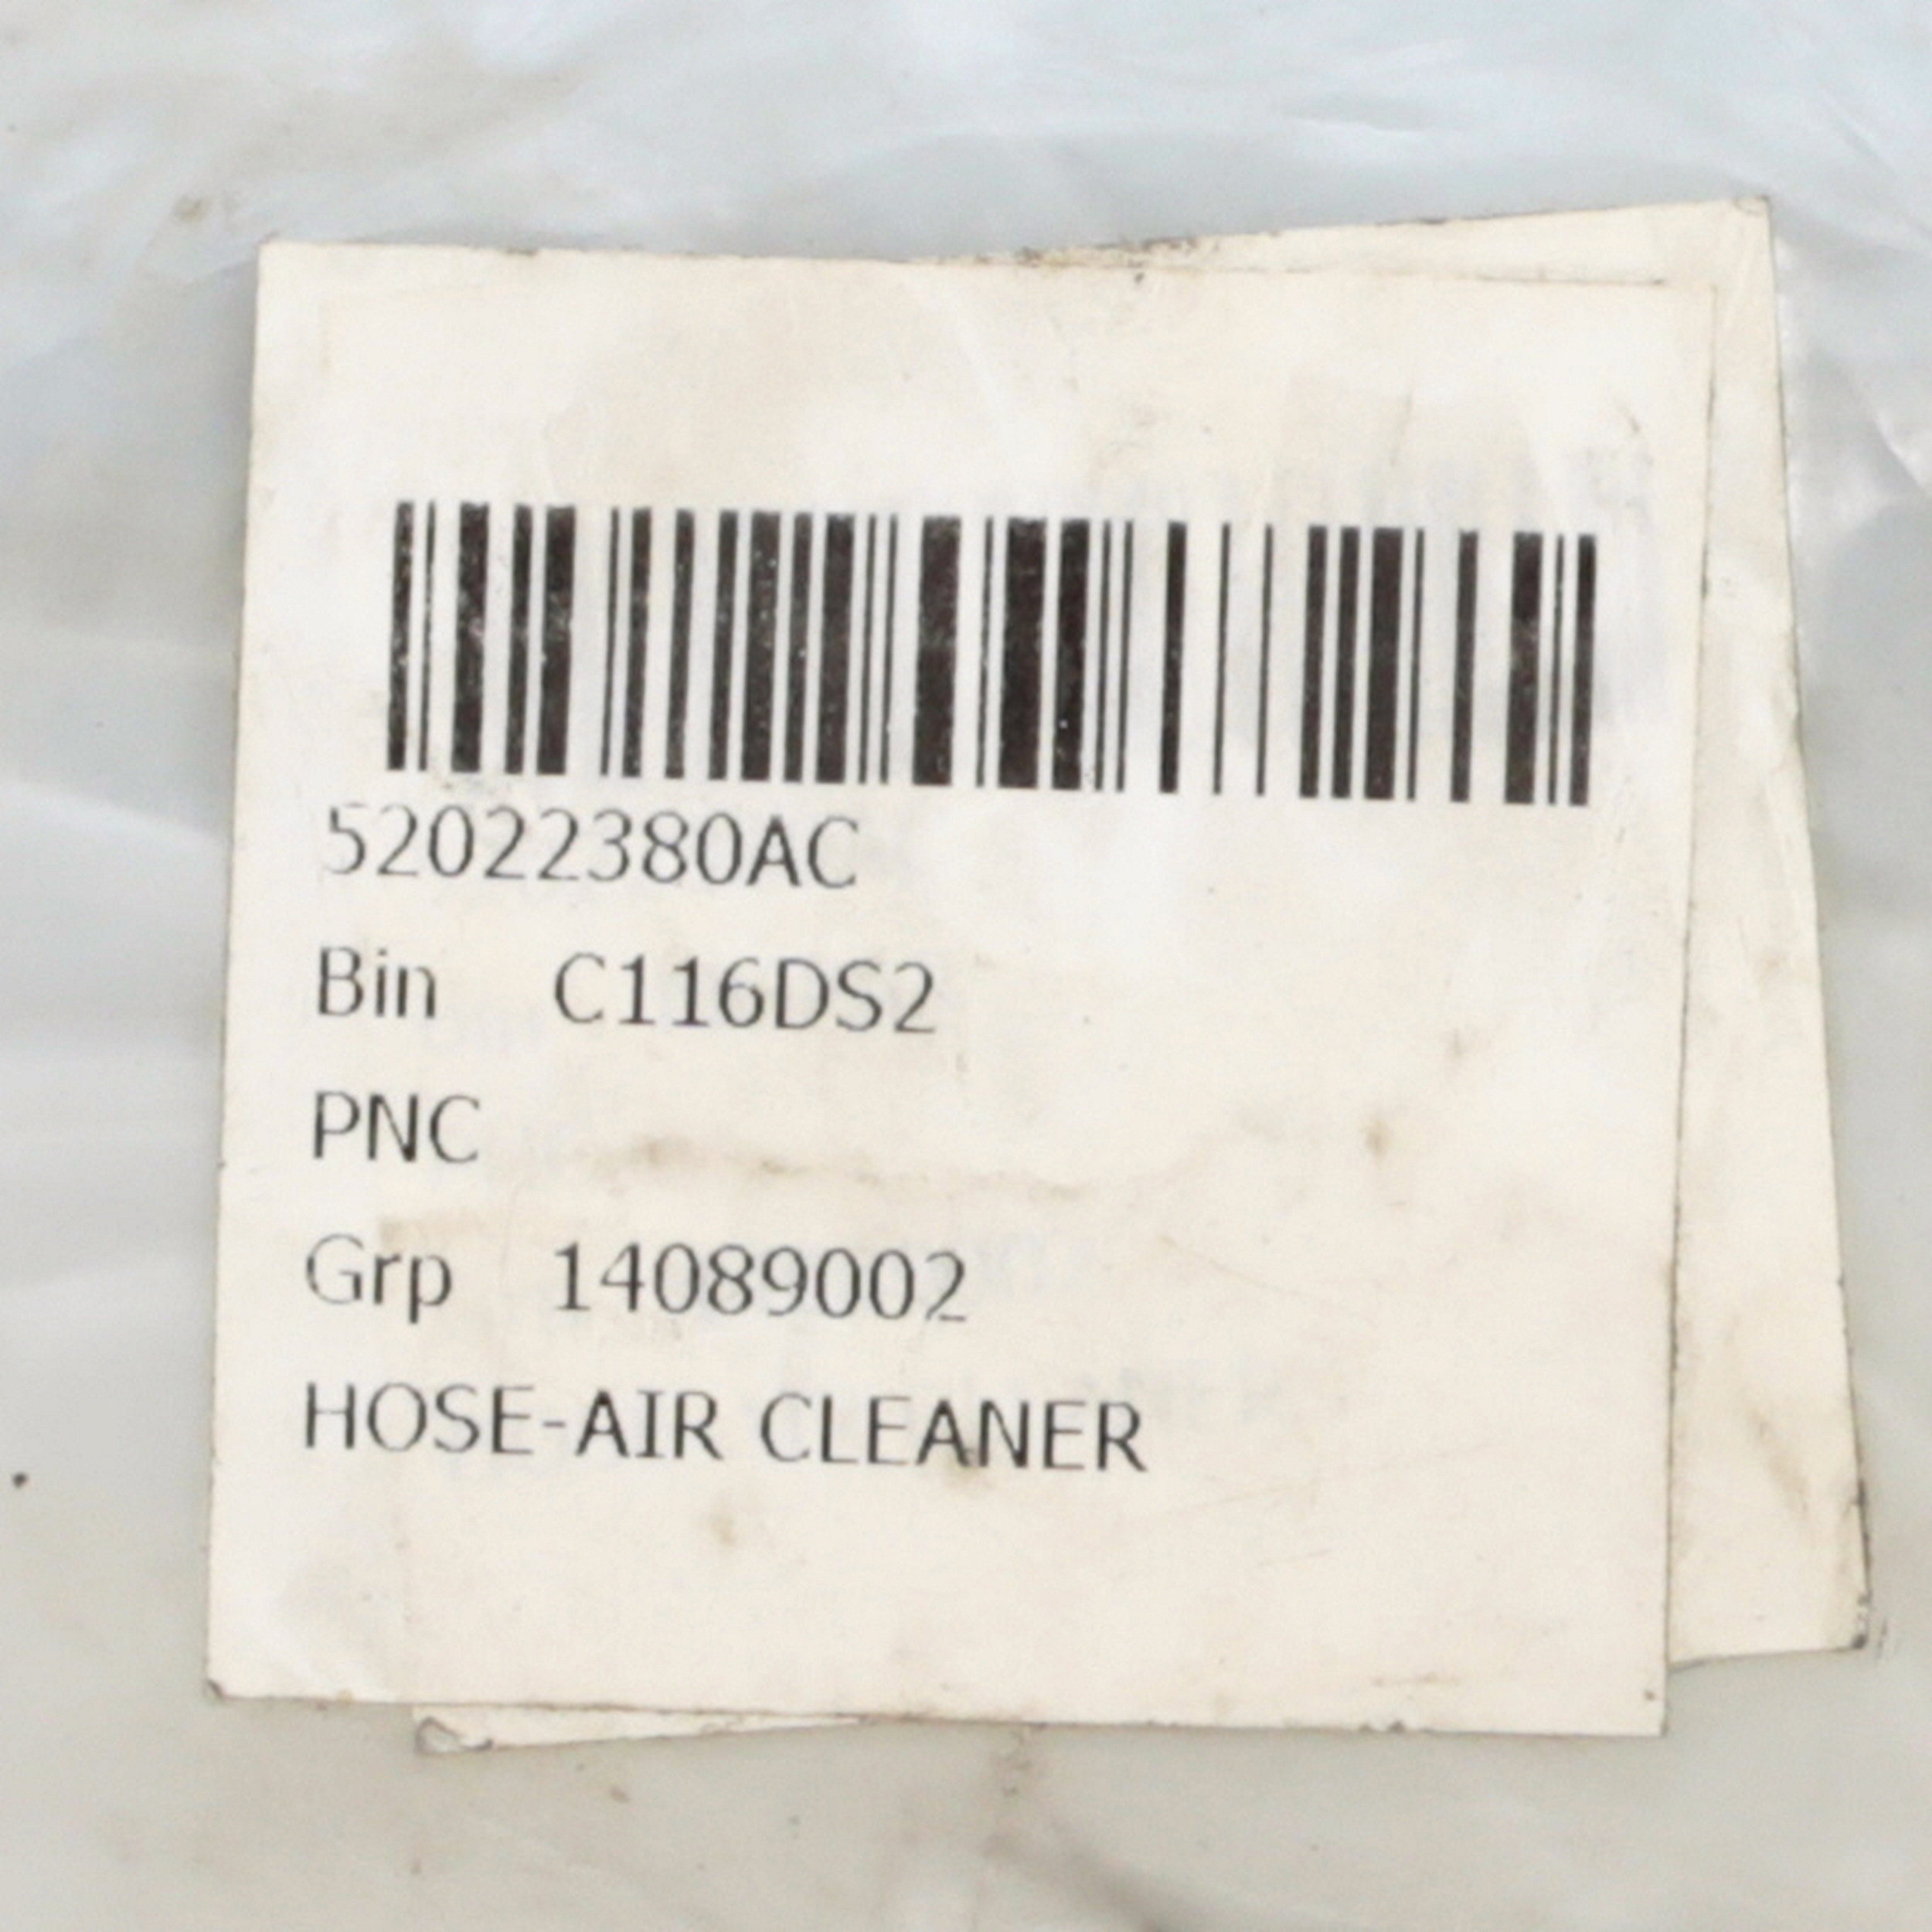 52022380AC
Bin C116DS2
PNC
Grp 14089002
HOSE-AIR CLEANER